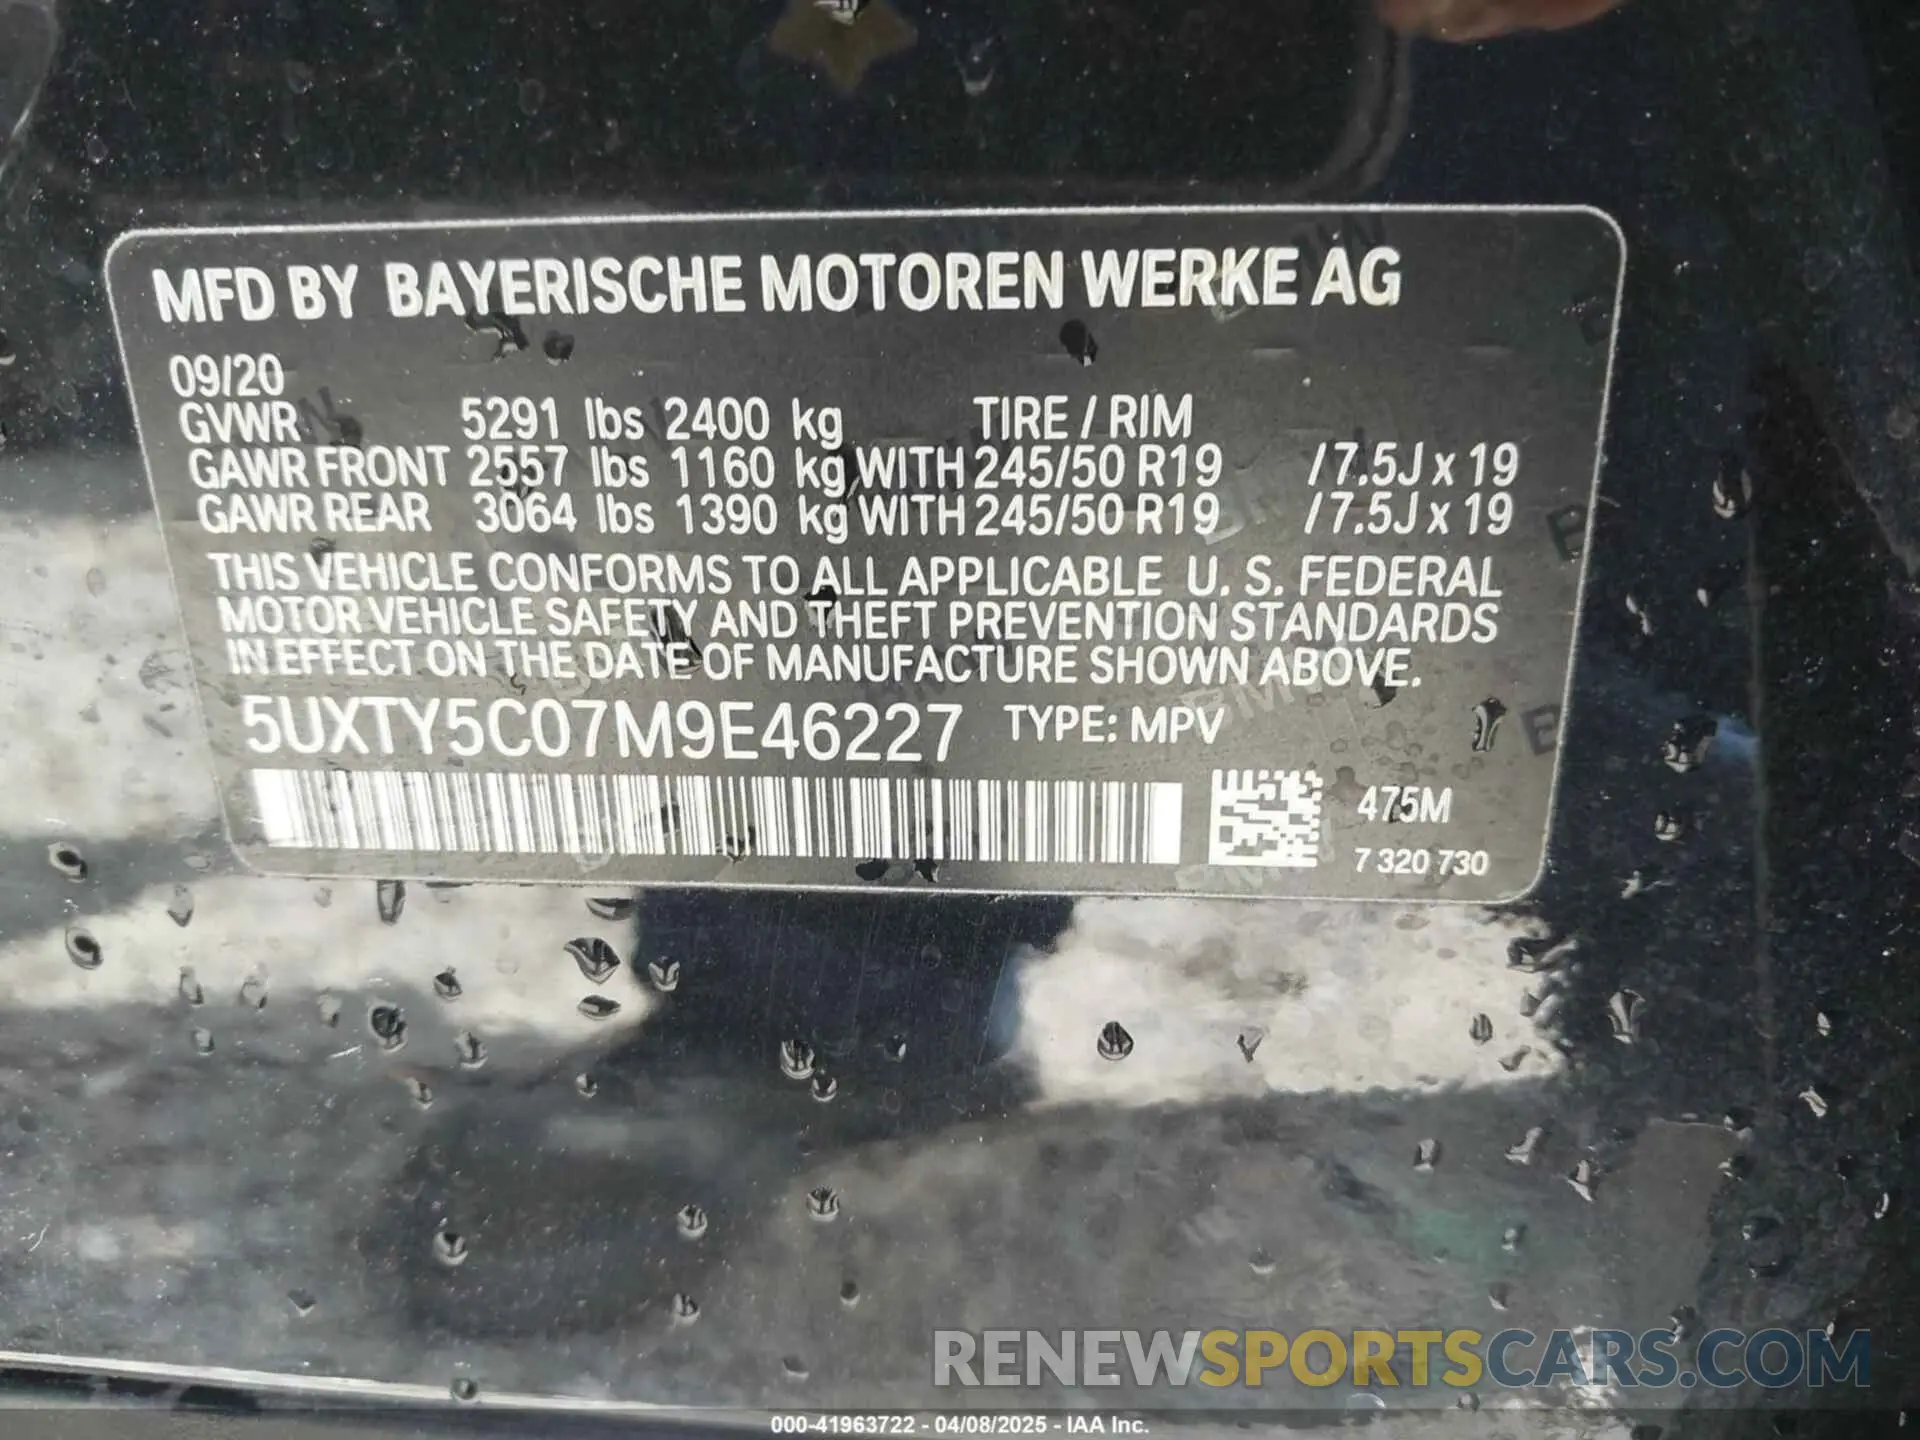 MFD BY BAYERISCHE MOTOREN WERKE AG
09/20
GVWR 5291 lbs 2400 kg TIRE / RIM
GAWR FRONT 2557 lbs 1160 kg WITH 245/50 R19 / 7.5J x 19
GAWR REAR 3064 lbs 1390 kg WITH 245/50 R19 / 7.5J x 19
THIS VEHICLE CONFORMS TO ALL APPLICABLE U. S. FEDERAL
MOTOR VEHICLE SAFETY AND THEFT PREVENTION STANDARDS
IN EFFECT ON THE DATE OF MANUFACTURE SHOWN ABOVE.
5UXTY5C07M9E46227 TYPE: MPV
475M
7 320 730
RENEWSPORTSCARS.COM
000-41963722 - 04/08/2025 - IAA Inc.